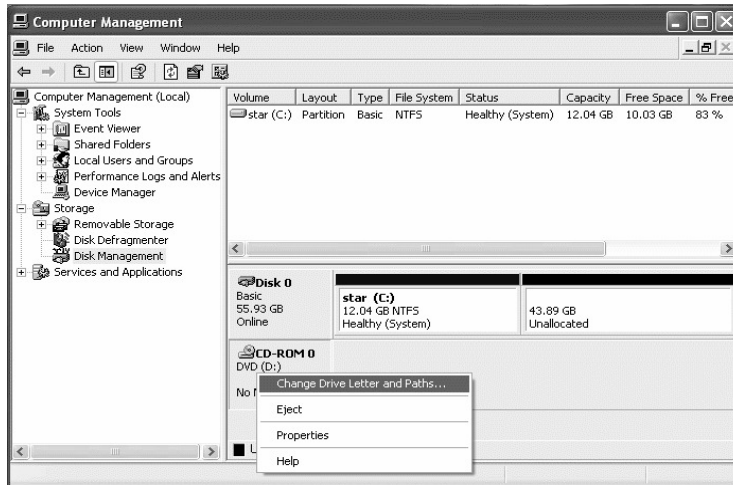 Computer Management
File Action View Window Help
Computer Management (Local)
System Tools
Event Viewer
Shared Folders
Local Users and Groups
Performance Logs and Alerts
Device Manager
Storage
Removable Storage
Disk Defragmenter
Disk Management
Services and Applications
Volume Layout Type File System Status Capacity Free Space % Free
star (C:) Partition Basic NTFS Healthy (System) 12.04 GB 10.03 GB 83 %
Disk 0
Basic
55.93 GB
Online
star (C:)
12.04 GB NTFS
Healthy (System)
43.89 GB
Unallocated
CD-ROM 0
DVD (D:)
No
Change Drive Letter and Paths...
Eject
Properties
Help